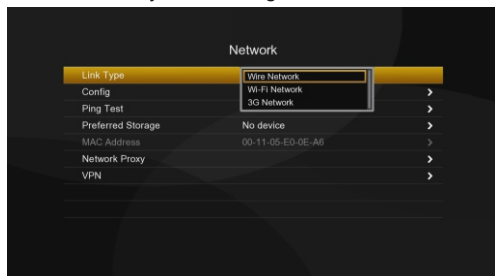 Network
Link Type
Wire Network
Config
Wi-Fi Network
3G Network
Ping Test
Preferred Storage No device
MAC Address 00-11-05-E0-0E-A6
Network Proxy
VPN